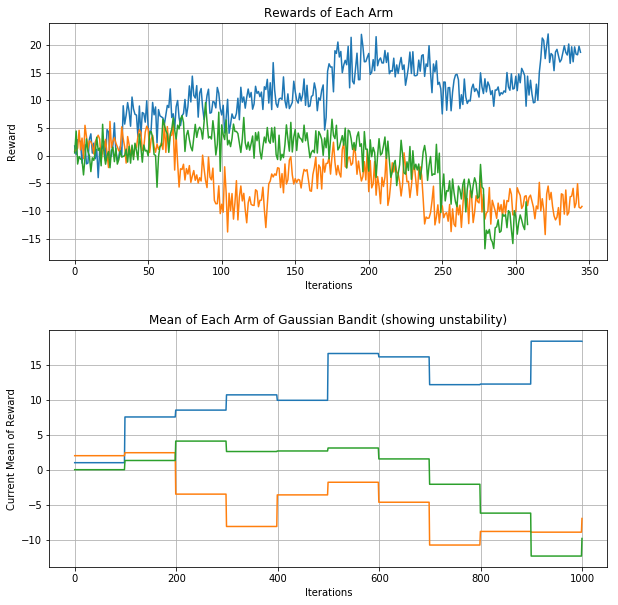 Rewards of Each Arm
20
15
10
5
0
−5
−10
−15
Reward
0 50 100 150 200 250 300 350
Iterations
Mean of Each Arm of Gaussian Bandit (showing unstability)
15
10
5
0
−5
−10
Current Mean of Reward
0 200 400 600 800 1000
Iterations